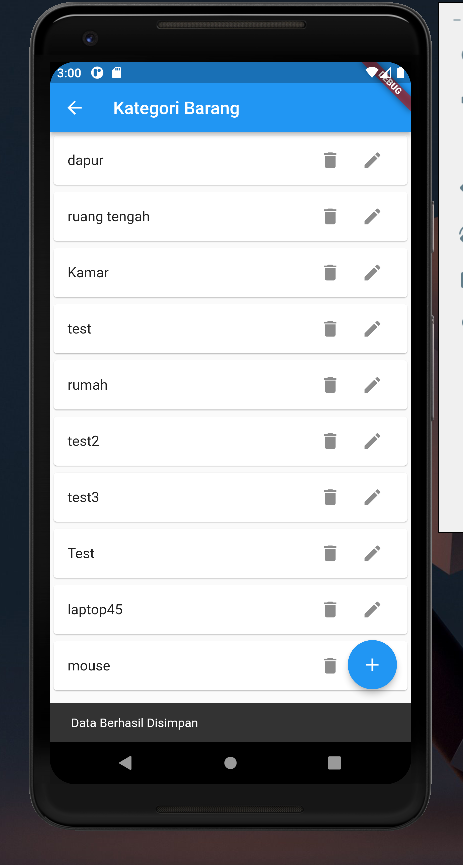 3:00
DEBUG
Kategori Barang
dapur
ruang tengah
Kamar
test
rumah
test2
test3
Test
laptop45
mouse
Data Berhasil Disimpan